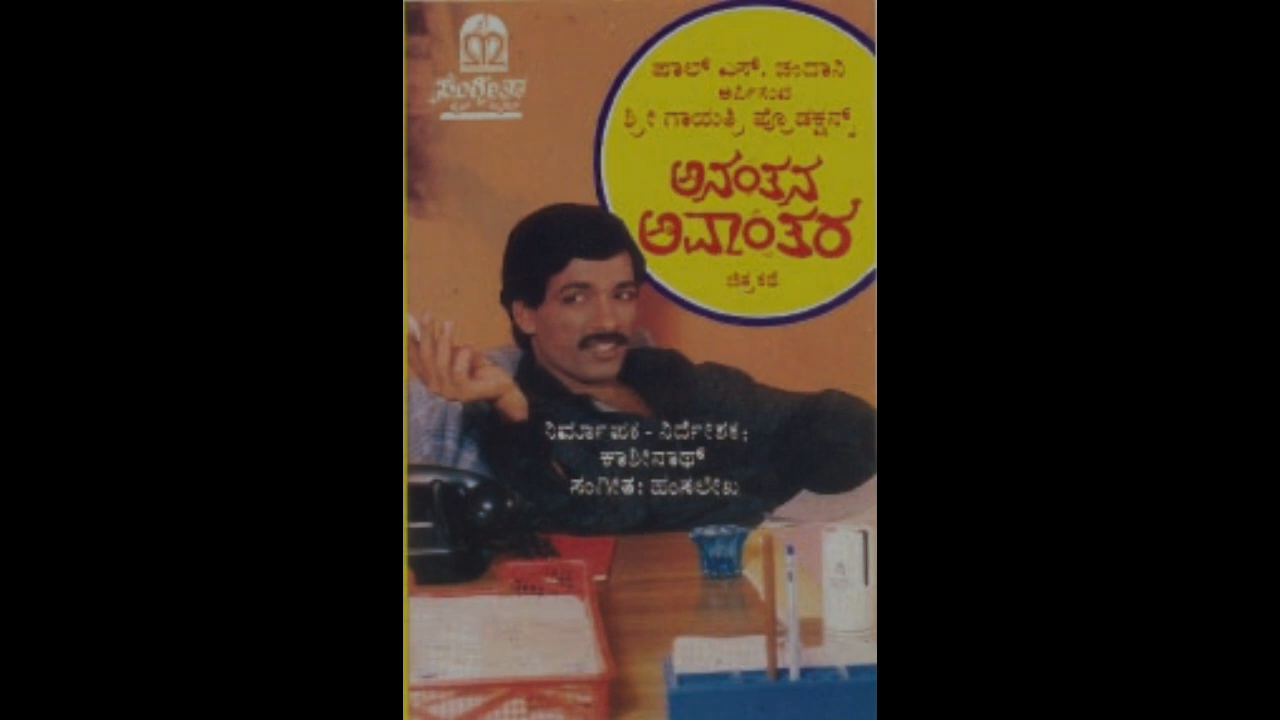 ಸಂಗೀತಾ
ಪಾಲ್ ಎಸ್. ಚಂದಾನಿ
ಅರ್ಪಿಸುವ
ಶ್ರೀ ಗಾಯತ್ರಿ ಪ್ರೊಡಕ್ಷನ್ಸ್
ಅನಂತನ
ಅವಾಂತರ
ಚಿತ್ರಕಥೆ
ನಿರ್ಮಾಪಕ - ನಿರ್ದೇಶಕ:
ಕಾಶೀನಾಥ್
ಸಂಗೀತ: ಹಂಸಲೇಖ